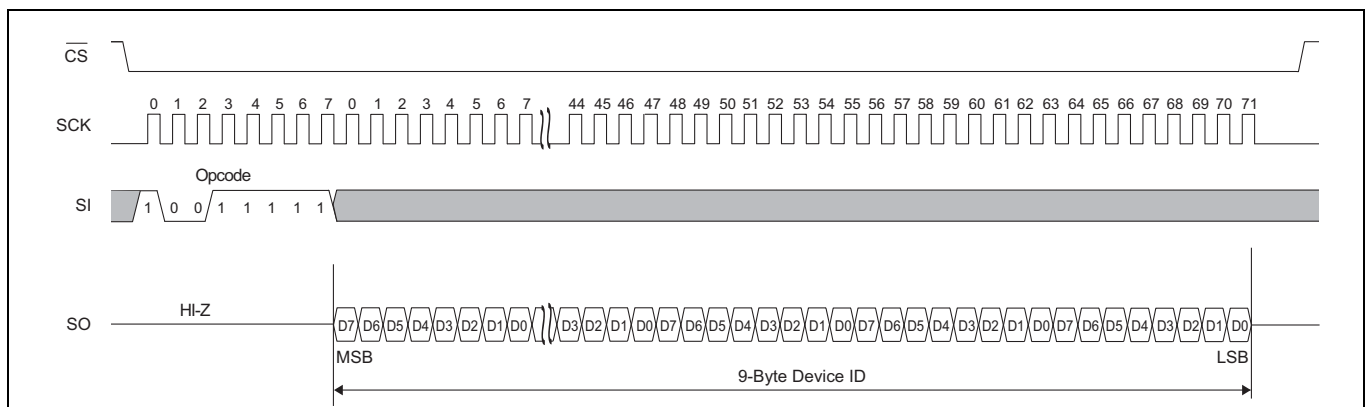 CS
0 1 2 3 4 5 6 7 0 1 2 3 4 5 6 7 44 45 46 47 48 49 50 51 52 53 54 55 56 57 58 59 60 61 62 63 64 65 66 67 68 69 70 71
SCK
Opcode
SI 1 0 0 1 1 1 1 1
HI-Z
SO D7 D6 D5 D4 D3 D2 D1 D0 D3 D2 D1 D0 D7 D6 D5 D4 D3 D2 D1 D0 D7 D6 D5 D4 D3 D2 D1 D0 D7 D6 D5 D4 D3 D2 D1 D0
MSB LSB
9-Byte Device ID